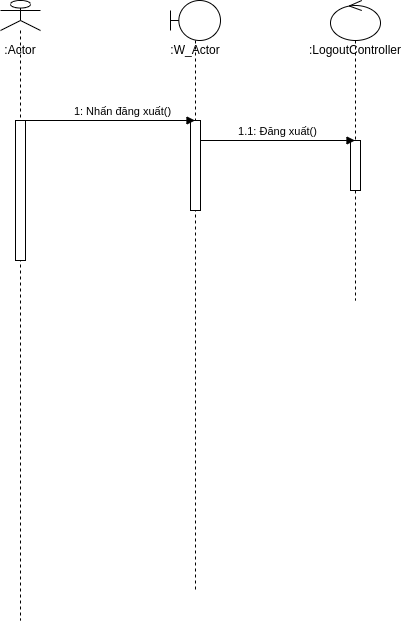 :Actor
:W_Actor
:LogoutController
1: Nhấn đăng xuất()
1.1: Đăng xuất()